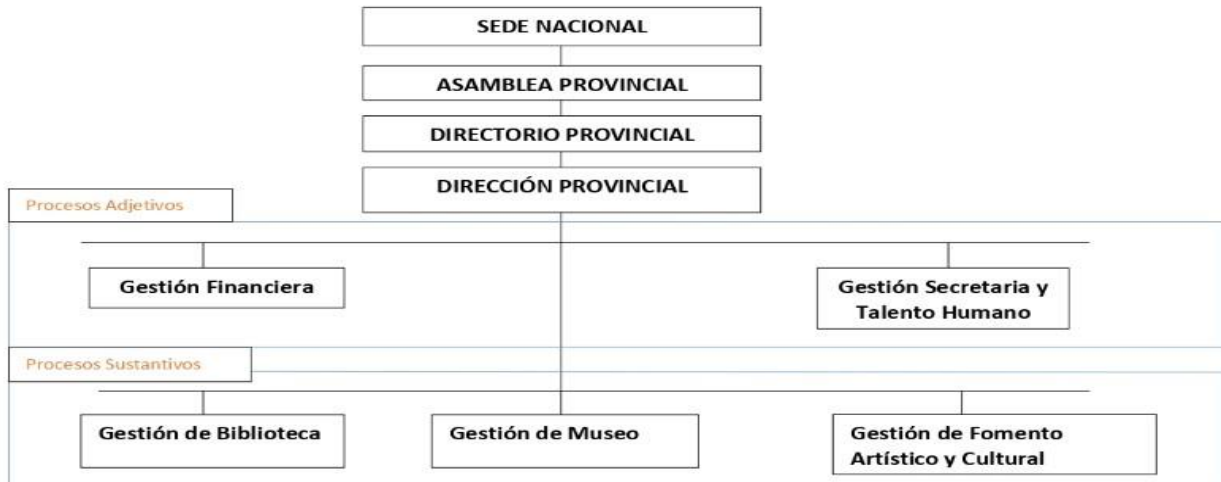 SEDE NACIONAL
ASAMBLEA PROVINCIAL
DIRECTORIO PROVINCIAL
DIRECCIÓN PROVINCIAL
Procesos Adjetivos
Gestión Financiera
Gestión Secretaria y
Talento Humano
Procesos Sustantivos
Gestión de Biblioteca
Gestión de Museo
Gestión de Fomento
Artístico y Cultural